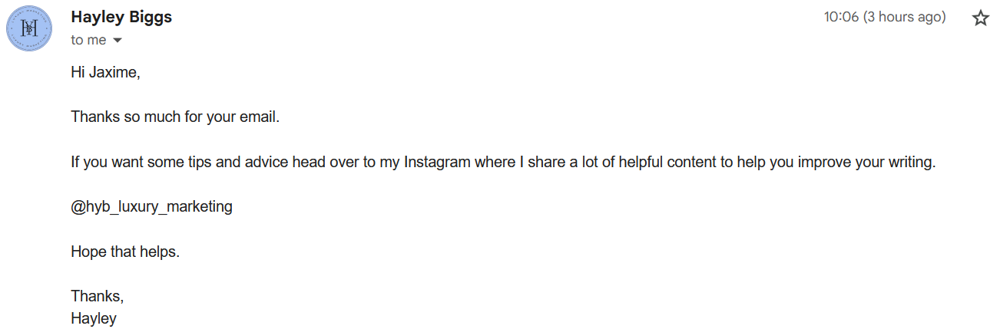 Hayley Biggs
10:06 (3 hours ago)
to me
Hi Jaxime,
Thanks so much for your email.
If you want some tips and advice head over to my Instagram where I share a lot of helpful content to help you improve your writing.
@hyb_luxury_marketing
Hope that helps.
Thanks,
Hayley